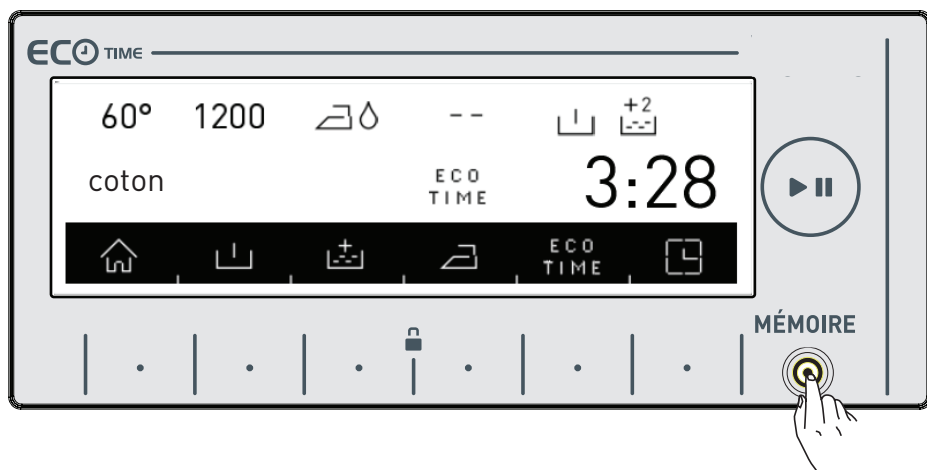 ECO TIME
60° 1200 -- +2
coton ECO TIME 3:28
+ ECO TIME
MÉMOIRE